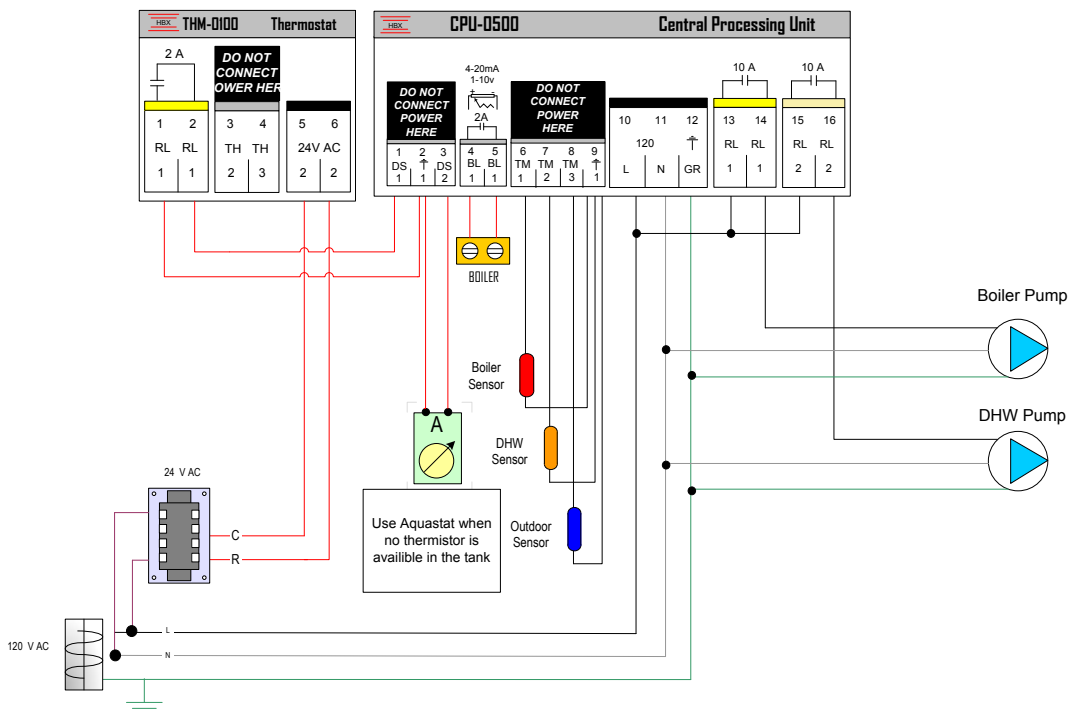 HBX THM-0100 Thermostat
2 A
DO NOT
CONNECT
OWER HER
1 2 3 4 5 6
RL RL TH TH 24V AC
1 1 2 3 2 2
HBX CPU-0500 Central Processing Unit
DO NOT
CONNECT
POWER
HERE
4-20mA
1-10v
+ -
2A
DO NOT
CONNECT
POWER
HERE
10 A
10 A
1 2 3 4 5 6 7 8 9 10 11 12 13 14 15 16
DS DS BL BL TM TM TM 120 RL RL RL RL
1 1 2 1 1 1 2 3 1 L N GR 1 1 2 2
BOILER
Boiler Pump
Boiler
Sensor
A
DHW Pump
DHW
Sensor
24 V AC
Use Aquastat when
no thermistor is
availible in the tank
Outdoor
Sensor
C
R
L
120 V AC
N